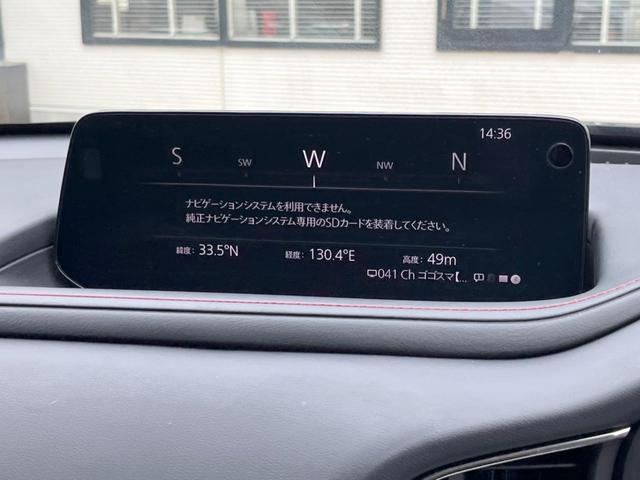 14:36
S SW W NW N
ナビゲーションシステムを利用できません。
純正ナビゲーションシステム専用のSDカードを装着してください。
緯度: 33.5°N 経度: 130.4°E 高度: 49m
041 Ch ゴゴスマ【...